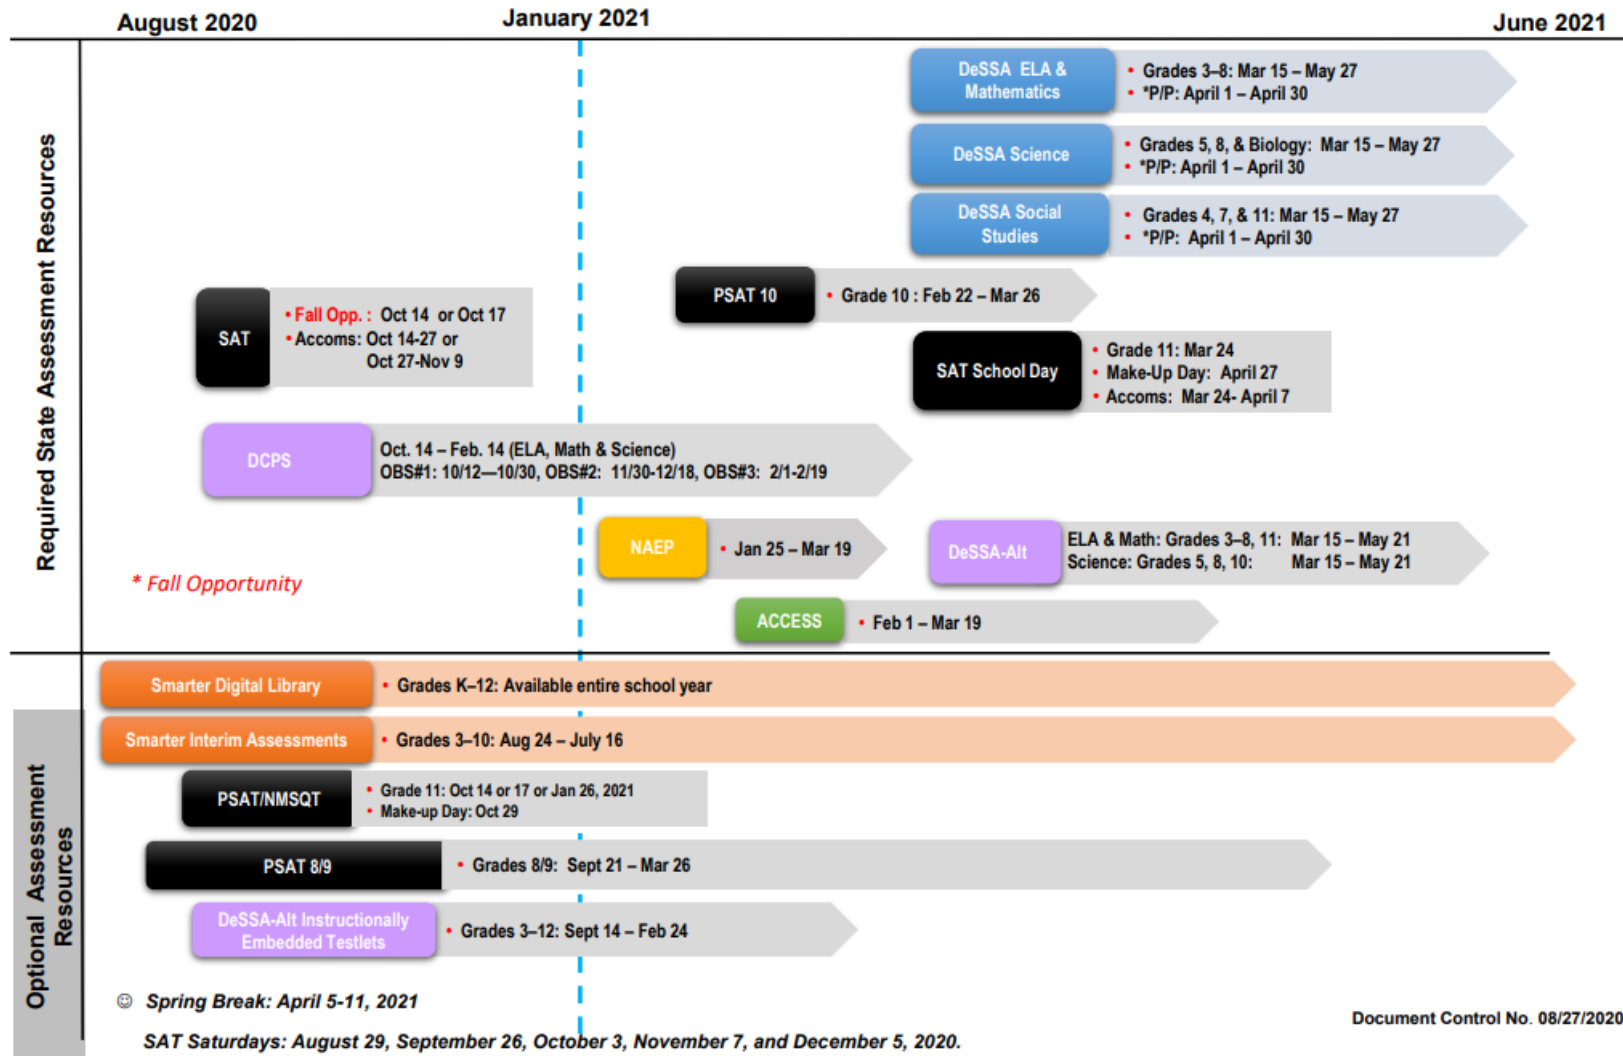 August 2020
January 2021
June 2021
Required State Assessment Resources
DeSSA ELA &
Mathematics
• Grades 3–8: Mar 15 – May 27
• *P/P: April 1 – April 30
DeSSA Science
• Grades 5, 8, & Biology: Mar 15 – May 27
• *P/P: April 1 – April 30
DeSSA Social
Studies
• Grades 4, 7, & 11: Mar 15 – May 27
• *P/P: April 1 – April 30
PSAT 10
• Grade 10 : Feb 22 – Mar 26
SAT
• Fall Opp. : Oct 14 or Oct 17
• Accoms: Oct 14-27 or
Oct 27-Nov 9
SAT School Day
• Grade 11: Mar 24
• Make-Up Day: April 27
• Accoms: Mar 24- April 7
DCPS
Oct. 14 – Feb. 14 (ELA, Math & Science)
OBS#1: 10/12—10/30, OBS#2: 11/30-12/18, OBS#3: 2/1-2/19
NAEP
• Jan 25 – Mar 19
DeSSA-Alt
ELA & Math: Grades 3–8, 11: Mar 15 – May 21
Science: Grades 5, 8, 10: Mar 15 – May 21
* Fall Opportunity
ACCESS
• Feb 1 – Mar 19
Optional Assessment
Resources
Smarter Digital Library
• Grades K–12: Available entire school year
Smarter Interim Assessments
• Grades 3–10: Aug 24 – July 16
PSAT/NMSQT
• Grade 11: Oct 14 or 17 or Jan 26, 2021
• Make-up Day: Oct 29
PSAT 8/9
• Grades 8/9: Sept 21 – Mar 26
DeSSA-Alt Instructionally
Embedded Testlets
• Grades 3–12: Sept 14 – Feb 24
☺ Spring Break: April 5-11, 2021
Document Control No. 08/27/2020
SAT Saturdays: August 29, September 26, October 3, November 7, and December 5, 2020.